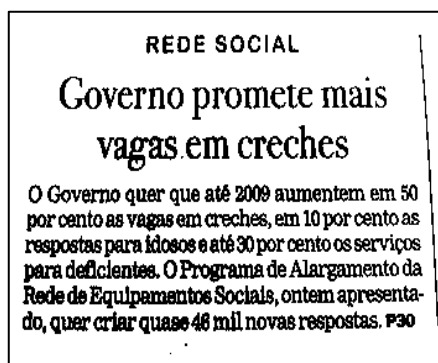 REDE SOCIAL
Governo promete mais
vagas em creches
O Governo quer que até 2009 aumentem em 50
por cento as vagas em creches, em 10 por cento as
respostas para idosos e até 30 por cento os serviços
para deficientes. O Programa de Alargamento da
Rede de Equipamentos Sociais, ontem apresenta-
do, quer criar quase 46 mil novas respostas. P30